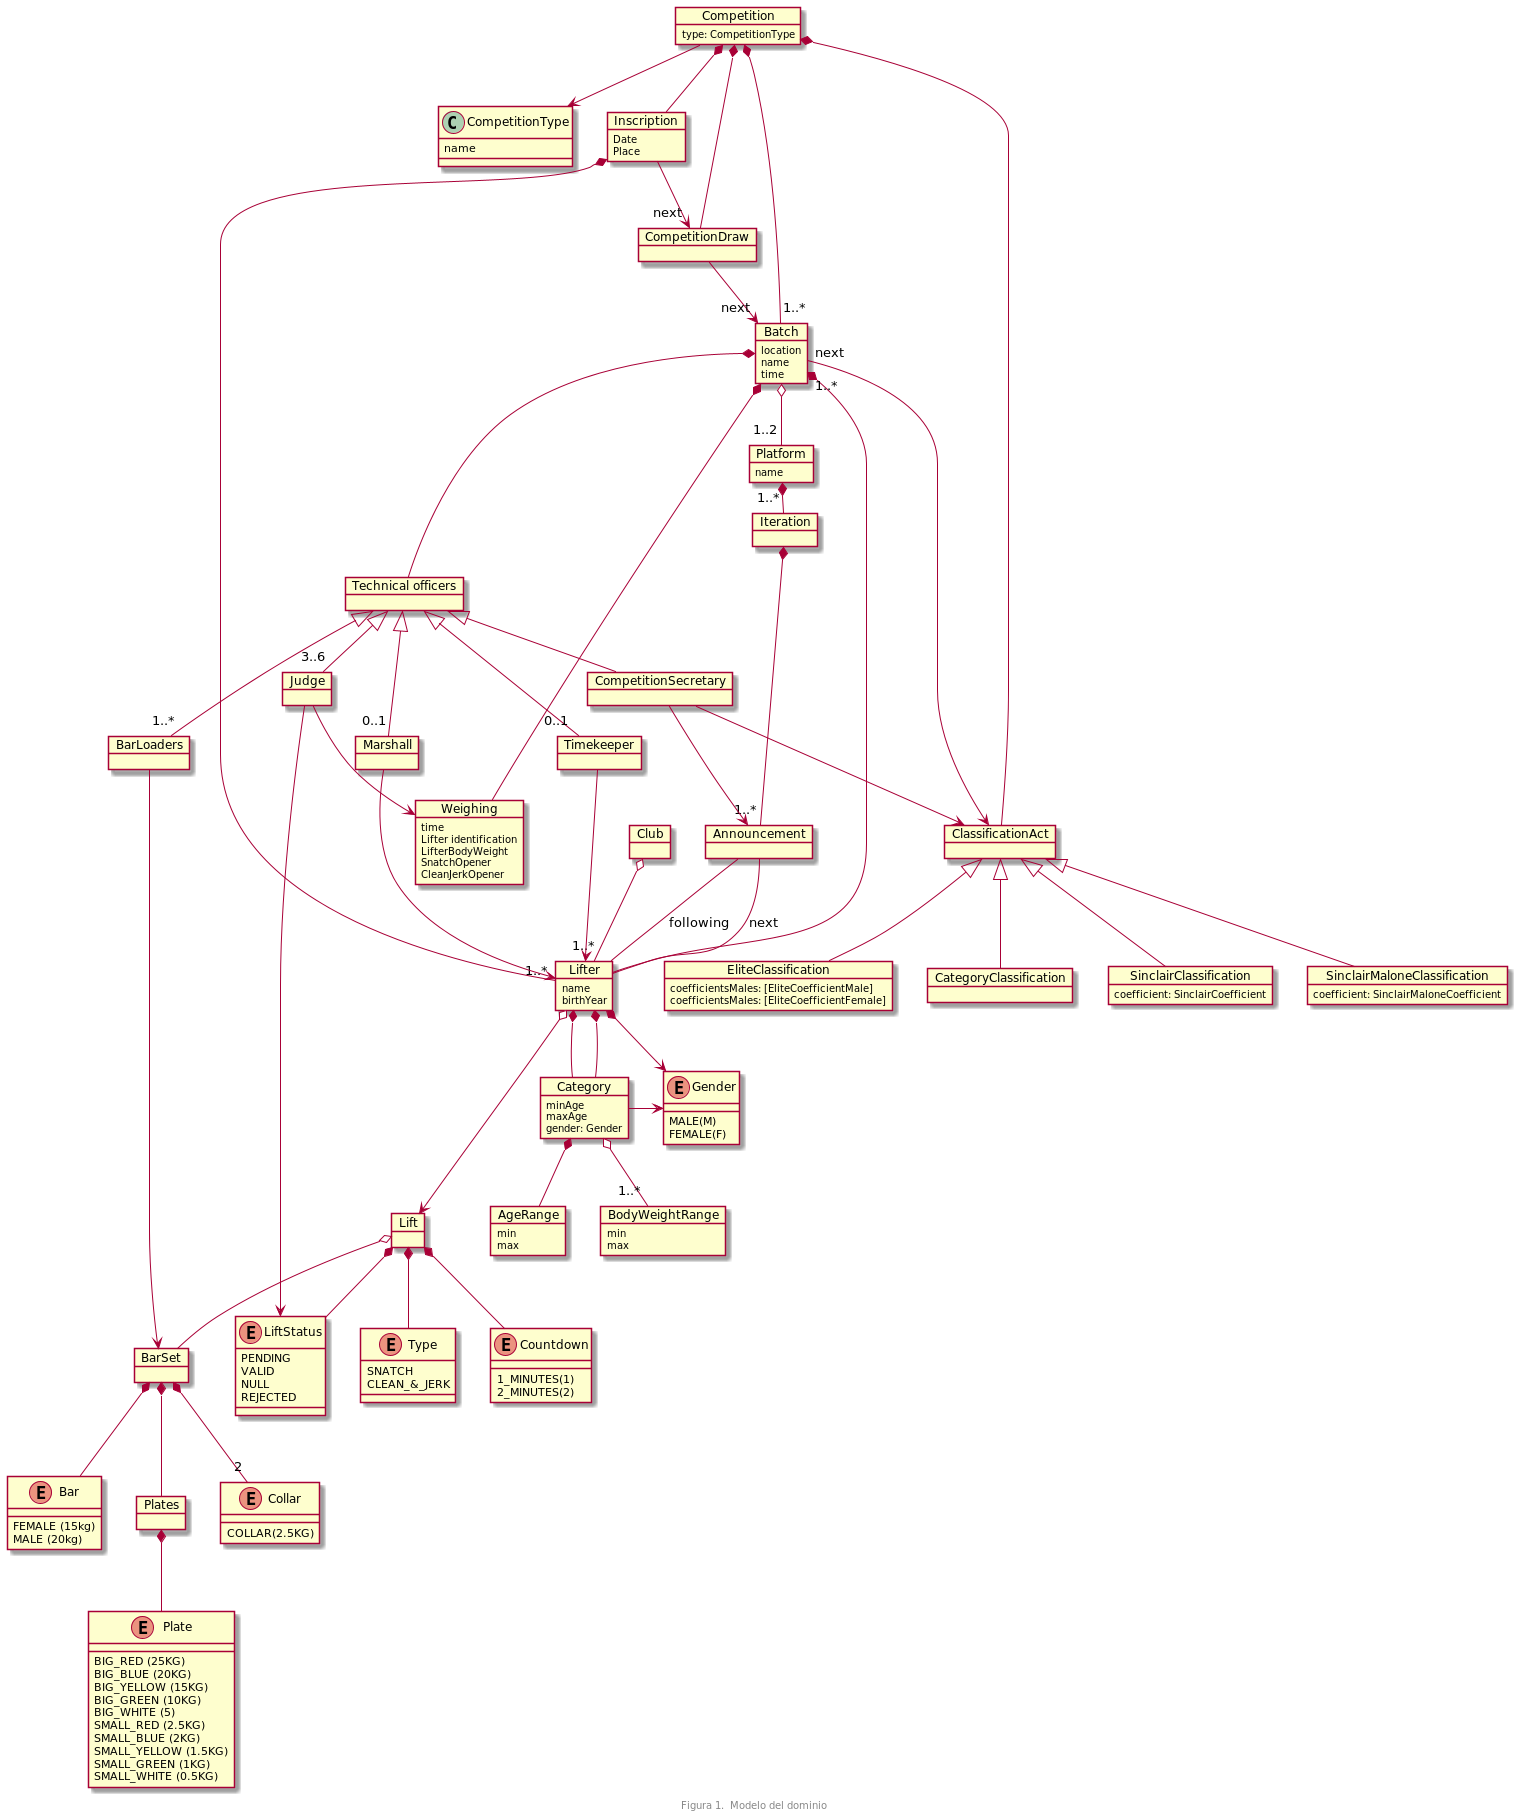 Competition
type: CompetitionType
C
CompetitionType
name
Inscription
Date
Place
next
CompetitionDraw
next
1..*
Batch
location
name
time
next
1..*
1..2
Platform
name
1..*
Iteration
Technical officers
3..6
Judge
CompetitionSecretary
1..*
0..1
0..1
BarLoaders
Marshall
Timekeeper
Weighing
time
Lifter identification
LifterBodyWeight
SnatchOpener
CleanJerkOpener
Club
1..*
Announcement
ClassificationAct
following
next
1..*
1..*
Lifter
name
birthYear
EliteClassification
coefficientsMales: [EliteCoefficientMale]
coefficientsMales: [EliteCoefficientFemale]
CategoryClassification
SinclairClassification
coefficient: SinclairCoefficient
SinclairMaloneClassification
coefficient: SinclairMaloneCoefficient
Category
minAge
maxAge
gender: Gender
E
Gender
MALE(M)
FEMALE(F)
1..*
AgeRange
min
max
BodyWeightRange
min
max
Lift
E
LiftStatus
PENDING
VALID
NULL
REJECTED
E
Type
SNATCH
CLEAN_&_JERK
E
Countdown
1_MINUTES(1)
2_MINUTES(2)
BarSet
2
E
Bar
FEMALE (15kg)
MALE (20kg)
Plates
E
Collar
COLLAR(2.5KG)
E
Plate
BIG_RED (25KG)
BIG_BLUE (20KG)
BIG_YELLOW (15KG)
BIG_GREEN (10KG)
BIG_WHITE (5)
SMALL_RED (2.5KG)
SMALL_BLUE (2KG)
SMALL_YELLOW (1.5KG)
SMALL_GREEN (1KG)
SMALL_WHITE (0.5KG)
Figura 1. Modelo del dominio